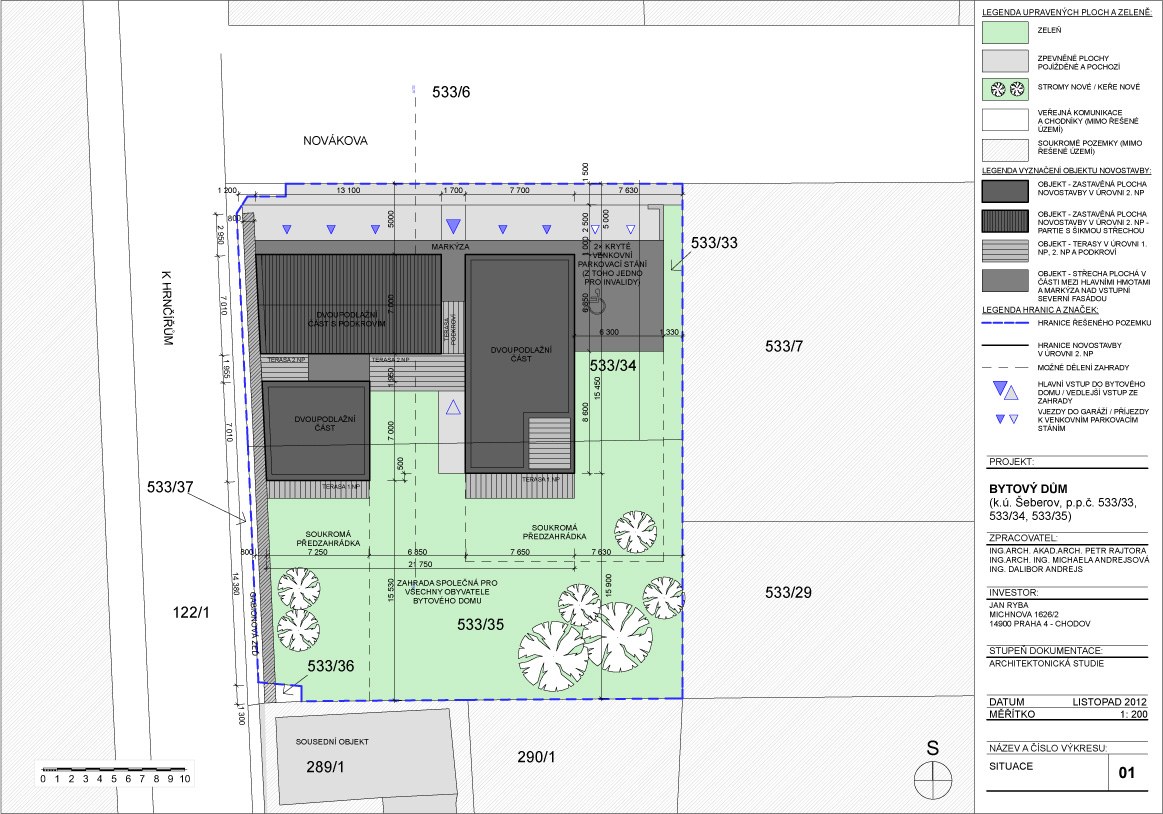 533/6
NOVÁKOVA
1 200
13 100
1 700
7 700
7 630
1 500
800
2 950
5000
2 500
5 000
MARKÝZA
1 000
2× KRYTÉ
VENKOVNÍ
PARKOVACÍ STÁNÍ
(Z TOHO JEDNO
PRO INVALIDY)
533/33
K HRNČÍŘŮM
7 010
7 000
DVOUPODLAŽNÍ
ČÁST S PODKROVÍM
TERASA
PODKROVÍ
DVOUPODLAŽNÍ
ČÁST
6 300
1 330
533/7
533/34
TERASA 2.NP
TERASA 2.NP
1 955
1 950
15 450
8 600
7 010
DVOUPODLAŽNÍ
ČÁST
7 000
500
TERASA 1.NP
TERASA 1.NP
533/37
SOUKROMÁ
PŘEDZAHRÁDKA
SOUKROMÁ
PŘEDZAHRÁDKA
800
7 250
7 650
7 630
21 750
14 380
15 530
15 900
ZAHRADA SPOLEČNÁ PRO
VŠECHNY OBYVATELE
BYTOVÉHO DOMU
533/29
122/1
533/35
533/36
1 300
SOUSEDNÍ OBJEKT
289/1
290/1
0 1 2 3 4 5 6 7 8 9 10
S
LEGENDA UPRAVENÝCH PLOCH A ZELENĚ:
ZELEŇ
ZPEVNĚNÉ PLOCHY
POJÍŽDĚNÉ A POCHOZÍ
STROMY NOVÉ / KEŘE NOVÉ
VEŘEJNÁ KOMUNIKACE
A CHODNÍKY (MIMO ŘEŠENÉ
ÚZEMÍ)
SOUKROMÉ POZEMKY (MIMO
ŘEŠENÉ ÚZEMÍ)
LEGENDA VYZNAČENÍ OBJEKTU NOVOSTAVBY:
OBJEKT - ZASTAVĚNÁ PLOCHA
NOVOSTAVBY V ÚROVNI 2. NP
OBJEKT - ZASTAVĚNÁ PLOCHA
NOVOSTAVBY V ÚROVNI 2. NP -
PARTIE S ŠIKMOU STŘECHOU
OBJEKT - TERASY V ÚROVNI 1.
NP, 2. NP A PODKROVÍ
OBJEKT - STŘECHA PLOCHÁ V
ČÁSTI MEZI HLAVNÍMI HMOTAMI
A MARKÝZA NAD VSTUPNÍ
SEVERNÍ FASÁDOU
LEGENDA HRANIC A ZNAČEK:
HRANICE ŘEŠENÉHO POZEMKU
HRANICE NOVOSTAVBY
V ÚROVNI 2. NP
MOŽNÉ DĚLENÍ ZAHRADY
HLAVNÍ VSTUP DO BYTOVÉHO
DOMU / VEDLEJŠÍ VSTUP ZE
ZAHRADY
VJEZDY DO GARÁŽÍ / PŘÍJEZDY
K VENKOVNÍM PARKOVACÍM
STÁNÍM
PROJEKT:
BYTOVÝ DŮM
(k.ú. Šeberov, p.p.č. 533/33,
533/34, 533/35)
ZPRACOVATEL:
ING.ARCH. AKAD.ARCH. PETR RAJTORA
ING.ARCH. ING. MICHAELA ANDREJSOVÁ
ING. DALIBOR ANDREJS
INVESTOR:
JAN RYBA
MICHNOVA 1626/2
14900 PRAHA 4 - CHODOV
STUPEŇ DOKUMENTACE:
ARCHITEKTONICKÁ STUDIE
DATUM LISTOPAD 2012
MĚŘÍTKO 1: 200
NÁZEV A ČÍSLO VÝKRESU:
SITUACE 01